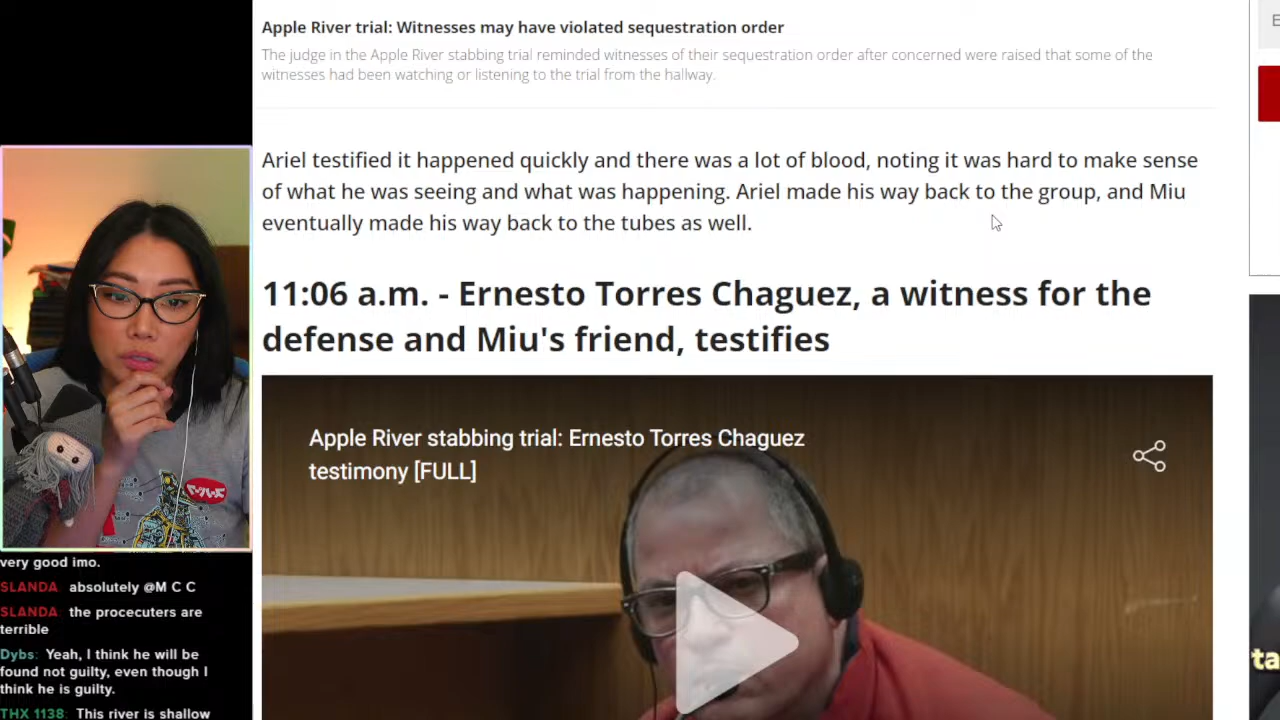 Apple River trial: Witnesses may have violated sequestration order
The judge in the Apple River stabbing trial reminded witnesses of their sequestration order after concerned were raised that some of the
witnesses had been watching or listening to the trial from the hallway.
Ariel testified it happened quickly and there was a lot of blood, noting it was hard to make sense
of what he was seeing and what was happening. Ariel made his way back to the group, and Miu
eventually made his way back to the tubes as well.
11:06 a.m. - Ernesto Torres Chaguez, a witness for the
defense and Miu's friend, testifies
Apple River stabbing trial: Ernesto Torres Chaguez
testimony [FULL]
very good imo.
SLANDA absolutely @M C C
SLANDA: the procecuters are
terrible
Dybs: Yeah, I think he will be
found not guilty, even though I
think he is guilty.
THX 1138: This river is shallow
E
ta